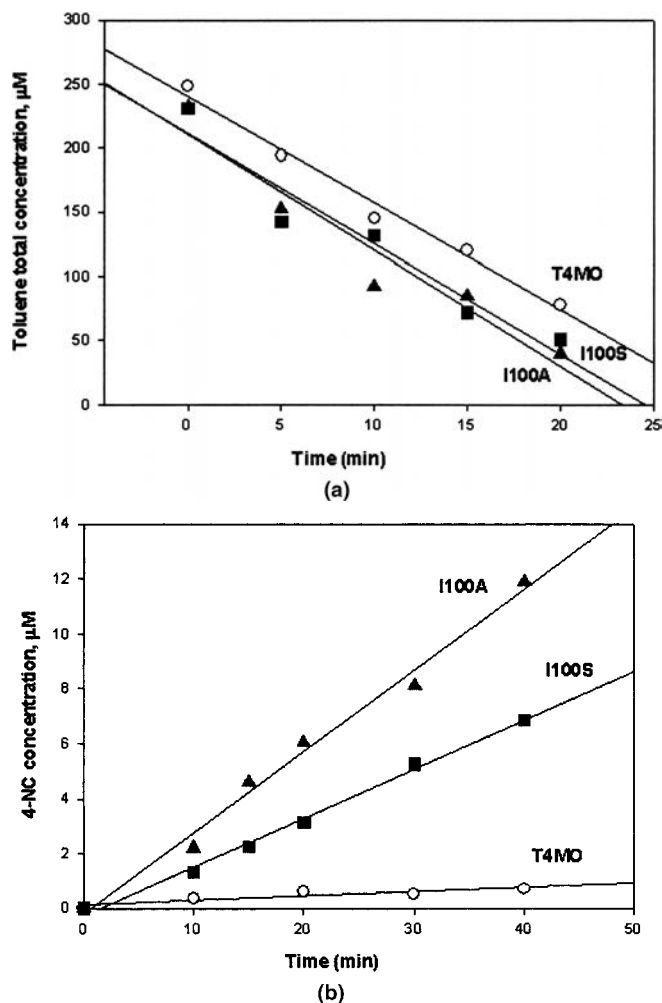 Toluene total concentration, µM
300
250
200
150
100
50
0
T4MO
I100S
I100A
0 5 10 15 20 25
Time (min)
(a)
4-NC concentration, µM
14
12
10
8
6
4
2
0
I100A
I100S
T4MO
0 10 20 30 40 50
Time (min)
(b)